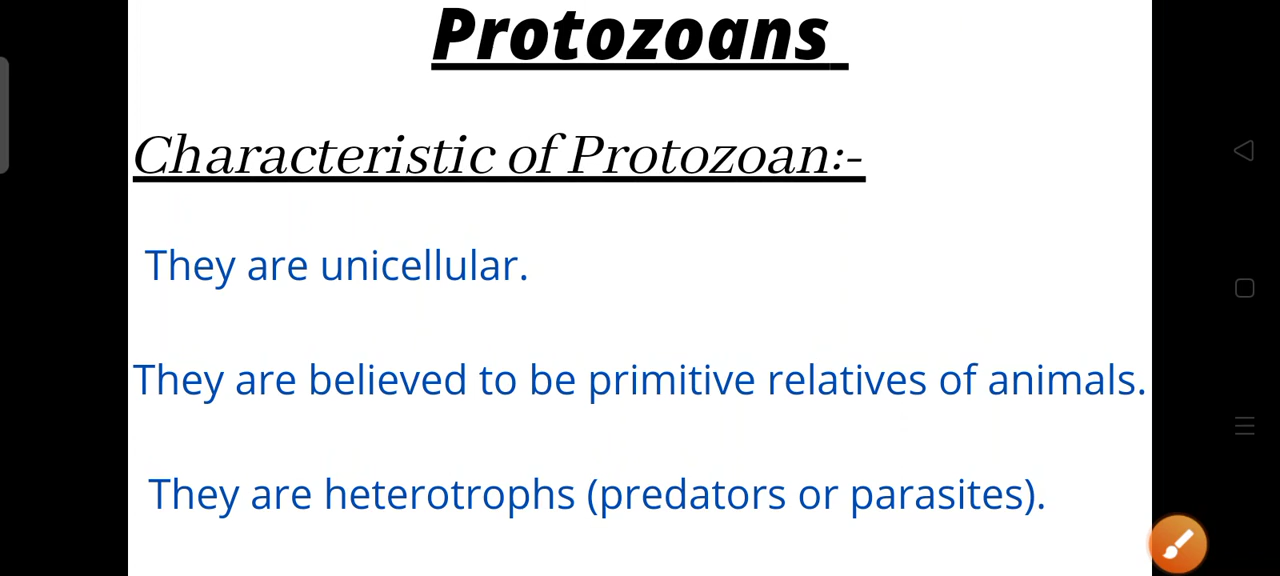 Protozoans
Characteristic of Protozoan:-
They are unicellular.
They are believed to be primitive relatives of animals.
They are heterotrophs (predators or parasites).